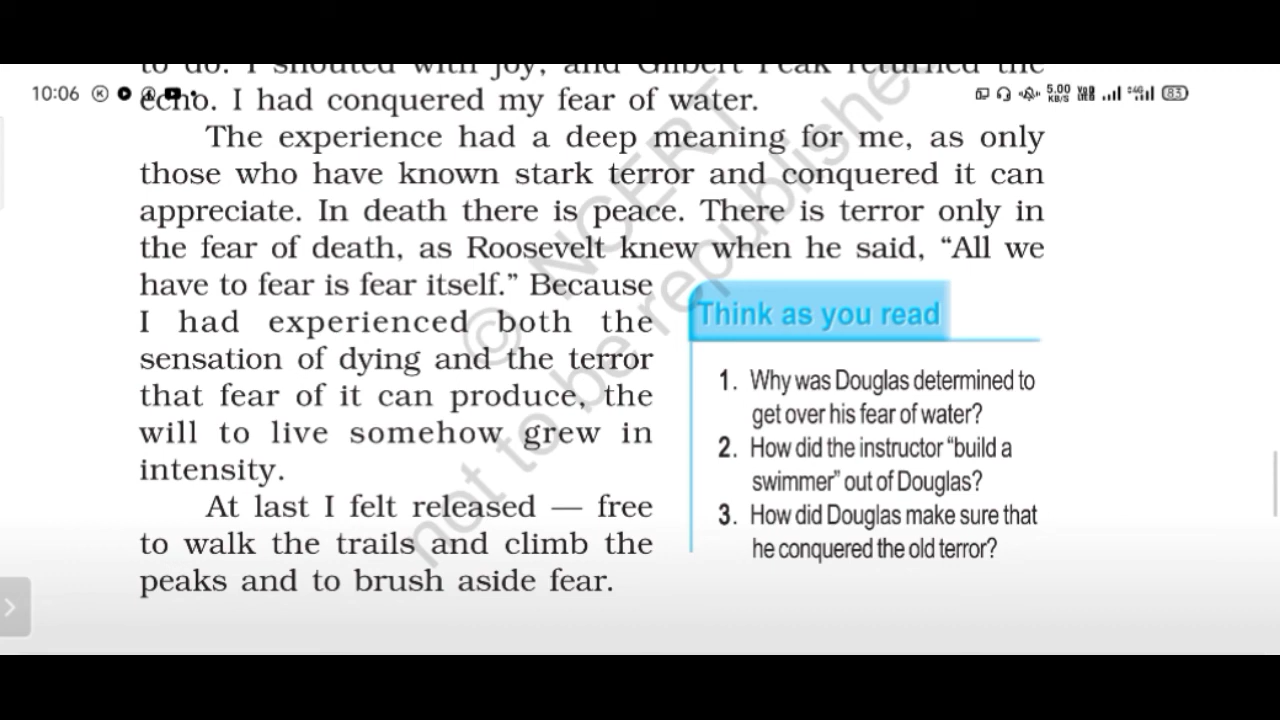 to do. I shouted with joy, and Gilbert Peak returned the
10:06
5.00 KB/S
83
echo. I had conquered my fear of water.
The experience had a deep meaning for me, as only
those who have known stark terror and conquered it can
appreciate. In death there is peace. There is terror only in
the fear of death, as Roosevelt knew when he said, “All we
have to fear is fear itself.” Because
I had experienced both the
sensation of dying and the terror
that fear of it can produce, the
will to live somehow grew in
intensity.
At last I felt released — free
to walk the trails and climb the
peaks and to brush aside fear.
Think as you read
1. Why was Douglas determined to
get over his fear of water?
2. How did the instructor “build a
swimmer” out of Douglas?
3. How did Douglas make sure that
he conquered the old terror?
© NCERT
not to be republishe